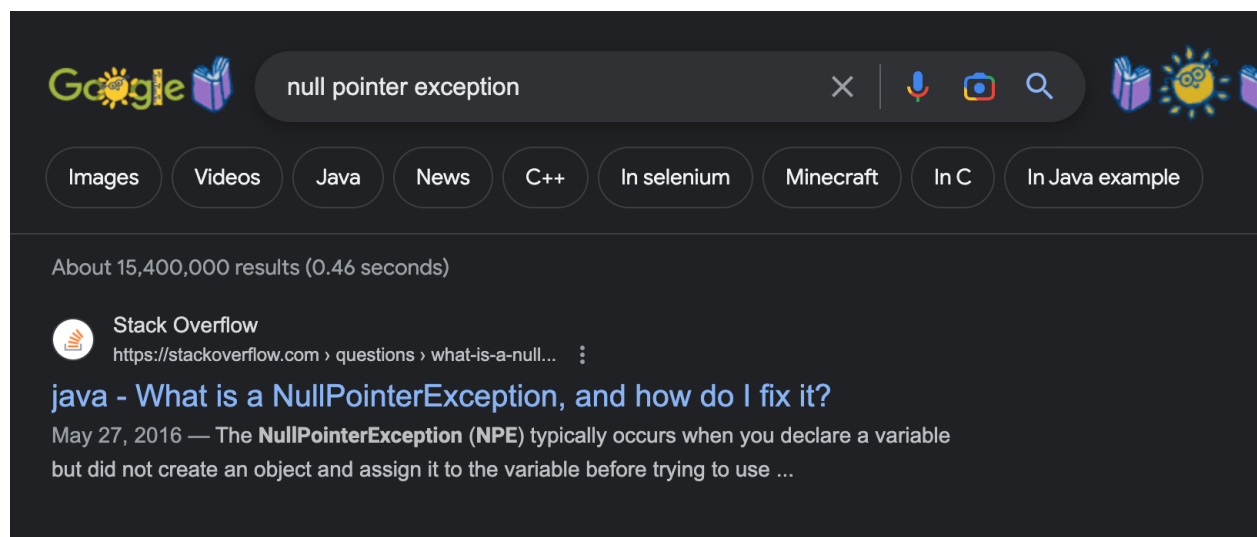 Google
null pointer exception
Images Videos Java News C++ In selenium Minecraft In C In Java example
About 15,400,000 results (0.46 seconds)
Stack Overflow
https://stackoverflow.com › questions › what-is-a-null...
java - What is a NullPointerException, and how do I fix it?
May 27, 2016 — The NullPointerException (NPE) typically occurs when you declare a variable
but did not create an object and assign it to the variable before trying to use ...